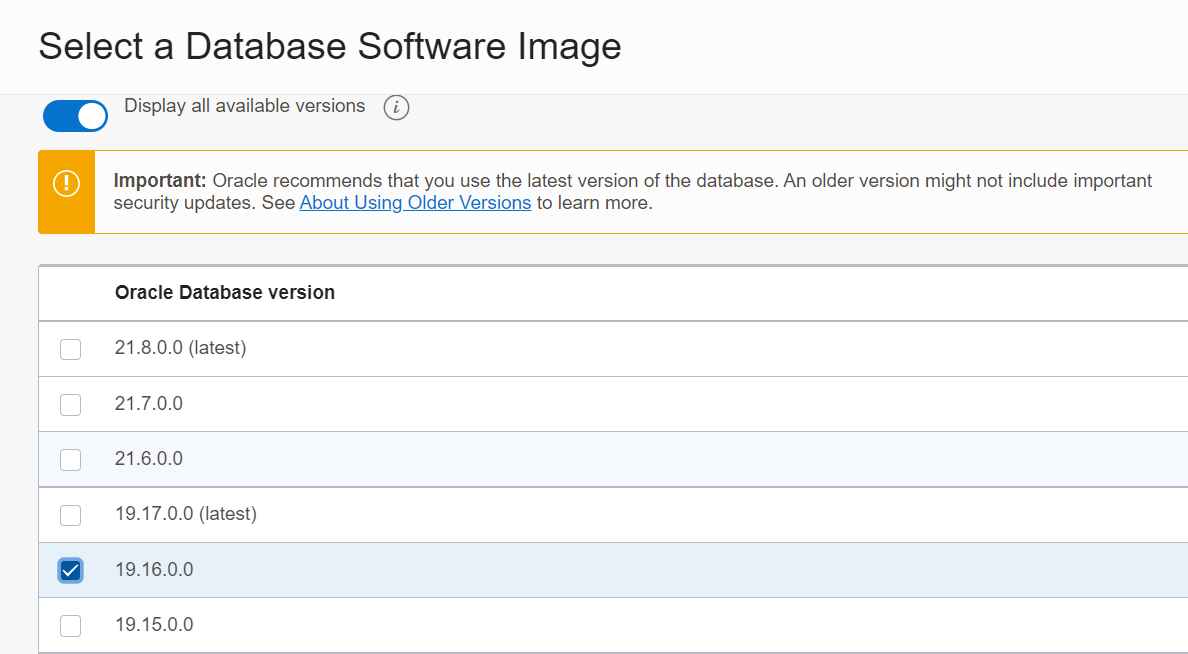 Select a Database Software Image
Display all available versions
Important: Oracle recommends that you use the latest version of the database. An older version might not include important
security updates. See About Using Older Versions to learn more.
Oracle Database version
21.8.0.0 (latest)
21.7.0.0
21.6.0.0
19.17.0.0 (latest)
19.16.0.0
19.15.0.0